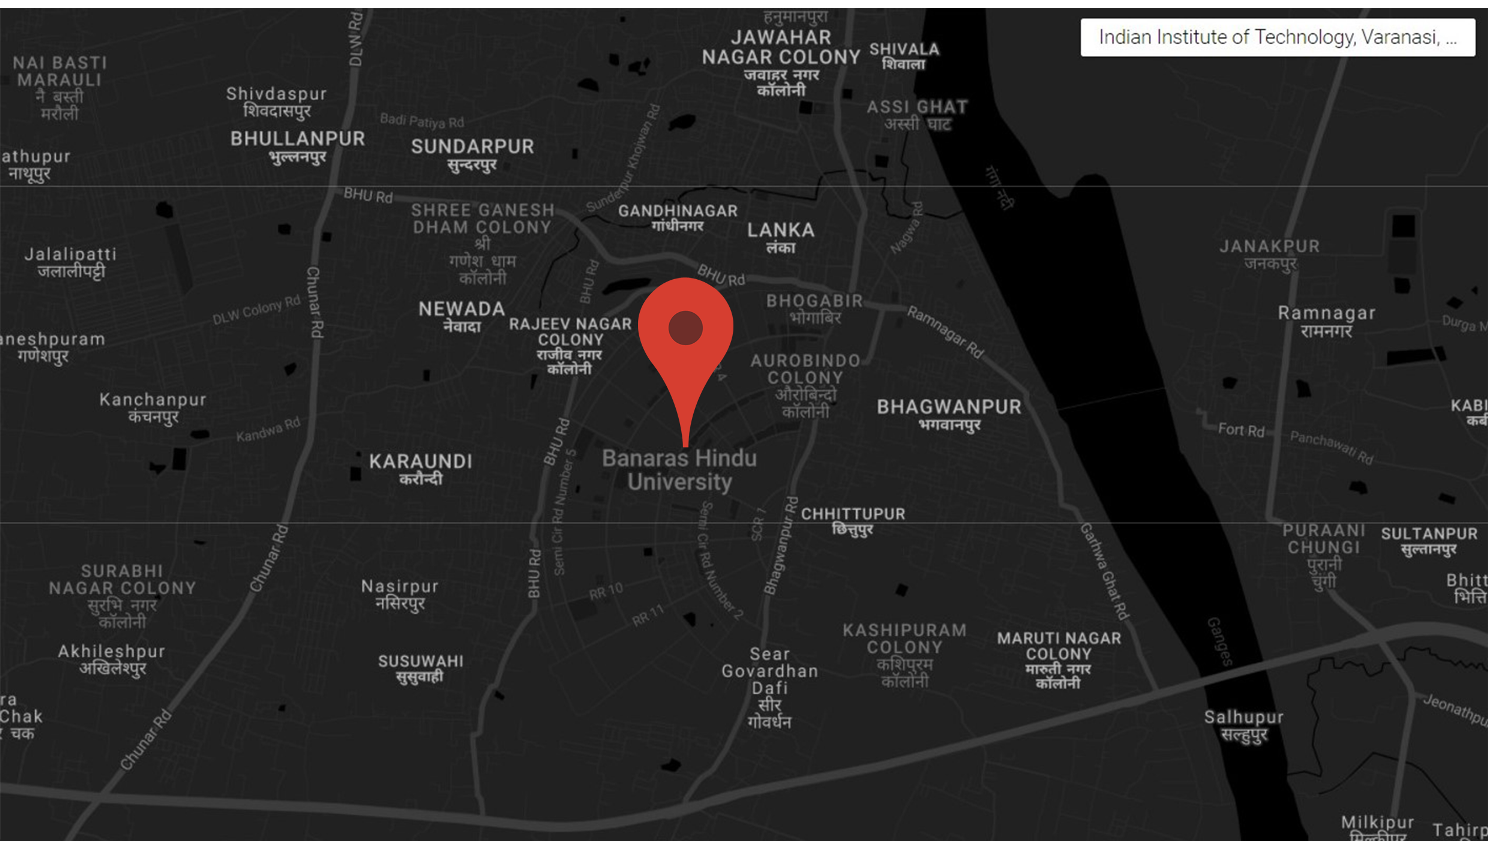 हनुमानपुरा
JAWAHAR
NAGAR COLONY
जवाहर नगर
कॉलोनी
SHIVALA
शिवाला
Indian Institute of Technology, Varanasi, ...
DLW Rd
NAI BASTI
MARAULI
नै बस्ती
मरौली
Shivdaspur
शिवदासपुर
ASSI GHAT
अस्सी घाट
Badi Patiya Rd
BHULLANPUR
भुल्लनपुर
SUNDARPUR
सुन्दरपुर
Sunderpur Khojwan Rd
athupur
नाथूपुर
गंगा नदी
BHU Rd
SHREE GANESH
DHAM COLONY
श्री
गणेश धाम
कॉलोनी
GANDHINAGAR
गांधीनगर
LANKA
लंका
Nagwa Rd
JANAKPUR
जनकपुर
Jalalipatti
जलालीपट्टी
Chunar Rd
BHU Rd
BHU Rd
DLW Colony Rd
NEWADA
नेवादा
RAJEEV NAGAR
COLONY
राजीव नगर
कॉलोनी
BHOGABIR
भोगाबिर
Ramnagar Rd
Ramnagar
रामनगर
Durga M
aneshpuram
गणेशपुर
AUROBINDO
COLONY
औरोबिन्दो
कॉलोनी
R 4
Kanchanpur
कंचनपुर
BHAGWANPUR
भगवानपुर
KABI
कबी
Kandwa Rd
BHU Rd
Fort Rd
Panchawati Rd
KARAUNDI
करौन्दी
Banaras Hindu
University
Semi Cir Rd Number 5
CHHITTUPUR
छित्तुपुर
SCR 1
Semi Cir Rd Number 2
Bhagwanpur Rd
Chunar Rd
BHU Rd
Garhwa Ghat Rd
PURAANI
CHUNGI
पुरानी
चुंगी
SULTANPUR
सुल्तानपुर
SURABHI
NAGAR COLONY
सुरभि नगर
कॉलोनी
Nasirpur
नसिरपुर
RR 10
RR 11
Bhitt
भित्ति
KASHIPURAM
COLONY
कशिपुरम
कॉलोनी
MARUTI NAGAR
COLONY
मारुती नगर
कॉलोनी
Ganges
Akhileshpur
अखिलेश्पुर
SUSUWAHI
सुसुवाही
Sear
Govardhan
Dafi
सीर
गोवर्धन
ra
Chak
चक
Chunar Rd
Salhupur
सल्हुपुर
Jeonathpu
Milkipur
मिल्कीपुर
Tahirp